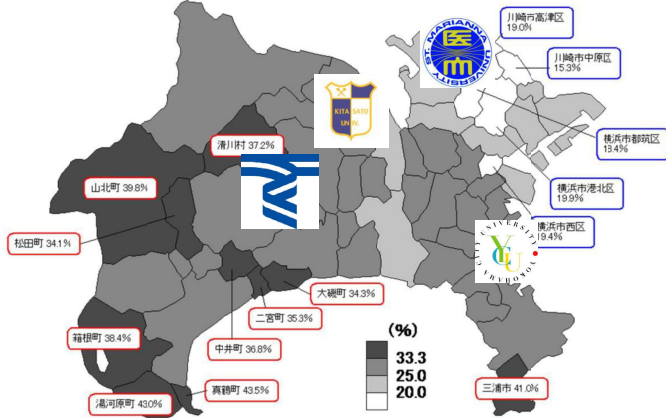 川崎市高津区
19.0%
川崎市中原区
15.3%
ST. MARIANNA UNIVERSITY
医
KITA SATO
UNIV.
横浜市都筑区
18.4%
滑川村 37.2%
山北町 39.8%
横浜市港北区
19.9%
松田町 34.1%
横浜市西区
19.4%
YOKOHAMA CITY UNIVERSITY
YCU
大磯町 34.3%
二宮町 35.3%
中井町 36.8%
箱根町 38.4%
真鶴町 43.5%
湯河原町 43.0%
三浦市 41.0%
(%)
33.3
25.0
20.0